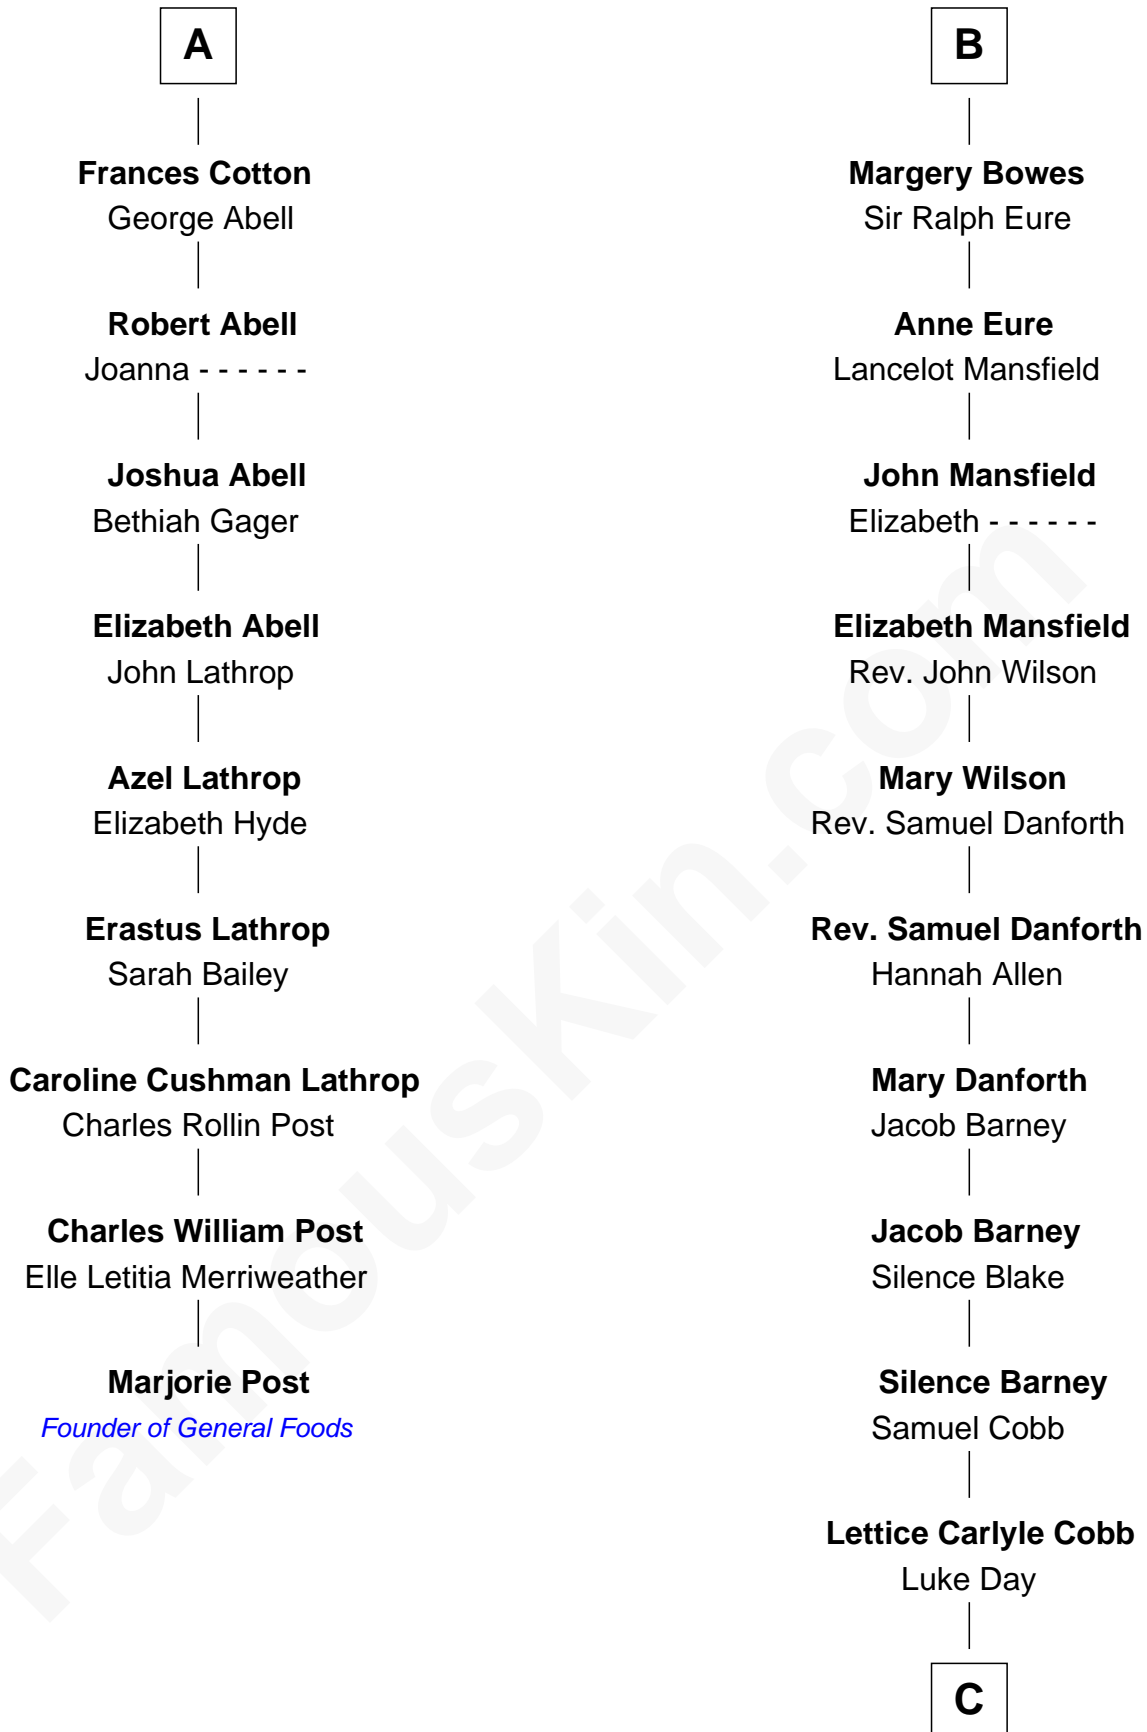 A
Frances Cotton
George Abell
Robert Abell
Joanna - - - - - -
Joshua Abell
Bethiah Gager
Elizabeth Abell
John Lathrop
Azel Lathrop
Elizabeth Hyde
Erastus Lathrop
Sarah Bailey
Caroline Cushman Lathrop
Charles Rollin Post
Charles William Post
Elle Letitia Merriweather
Marjorie Post
Founder of General Foods
B
Margery Bowes
Sir Ralph Eure
Anne Eure
Lancelot Mansfield
John Mansfield
Elizabeth - - - - - -
Elizabeth Mansfield
Rev. John Wilson
Mary Wilson
Rev. Samuel Danforth
Rev. Samuel Danforth
Hannah Allen
Mary Danforth
Jacob Barney
Jacob Barney
Silence Blake
Silence Barney
Samuel Cobb
Lettice Carlyle Cobb
Luke Day
C
FamousKin.com